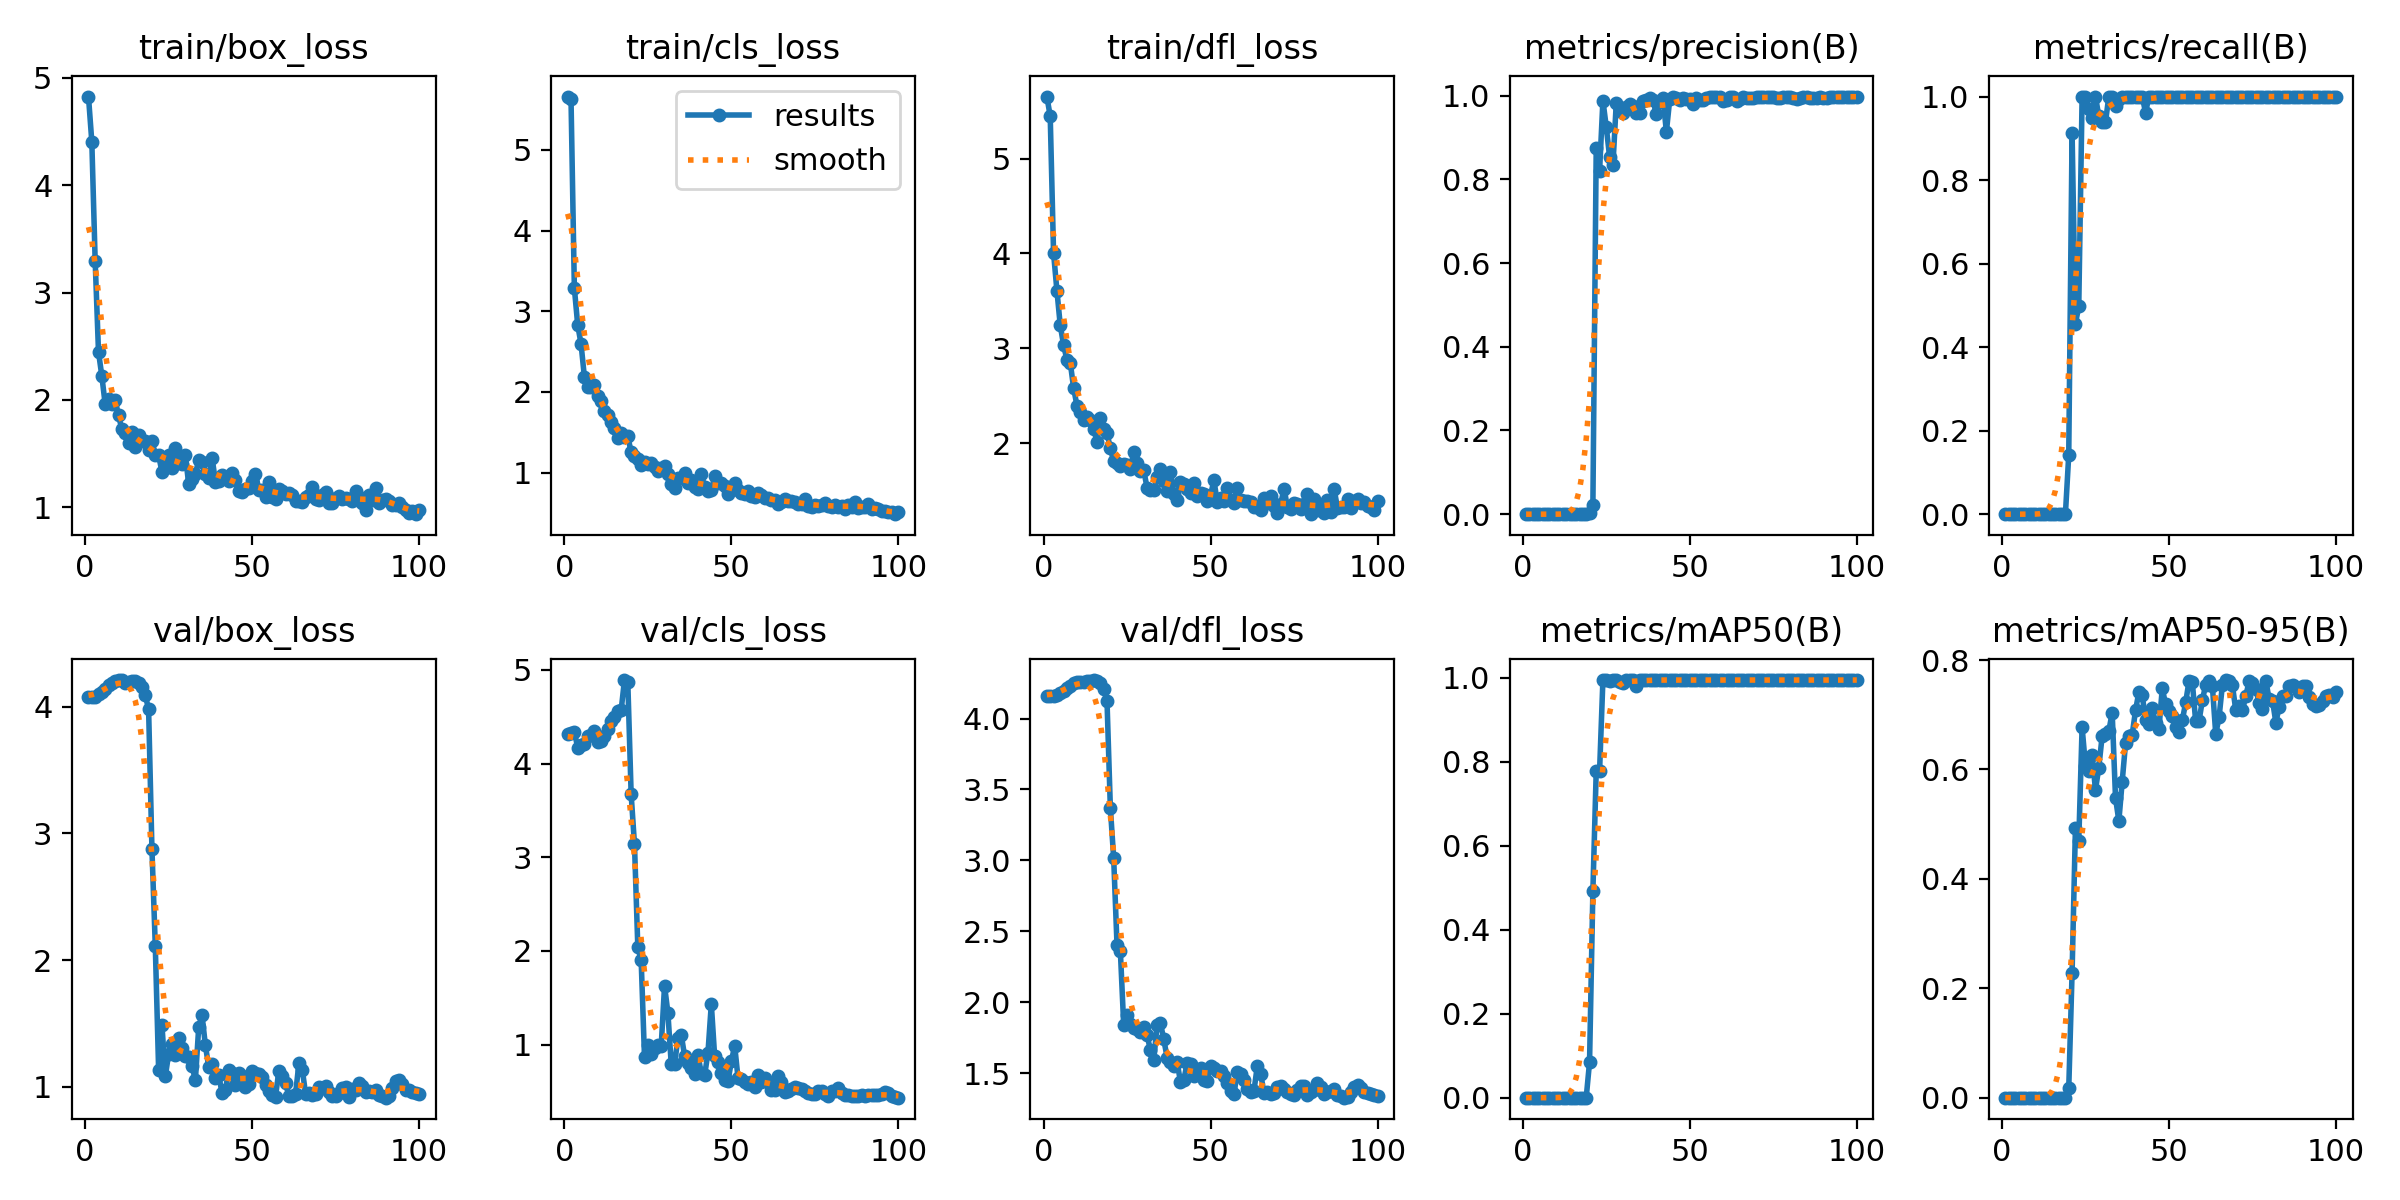 train/box_loss
5
4
3
2
1
0 50 100
train/cls_loss
results
smooth
5
4
3
2
1
0 50 100
train/dfl_loss
5
4
3
2
0 50 100
metrics/precision(B)
1.0
0.8
0.6
0.4
0.2
0.0
0 50 100
metrics/recall(B)
1.0
0.8
0.6
0.4
0.2
0.0
0 50 100
val/box_loss
4
3
2
1
0 50 100
val/cls_loss
5
4
3
2
1
0 50 100
val/dfl_loss
4.0
3.5
3.0
2.5
2.0
1.5
0 50 100
metrics/mAP50(B)
1.0
0.8
0.6
0.4
0.2
0.0
0 50 100
metrics/mAP50-95(B)
0.8
0.6
0.4
0.2
0.0
0 50 100